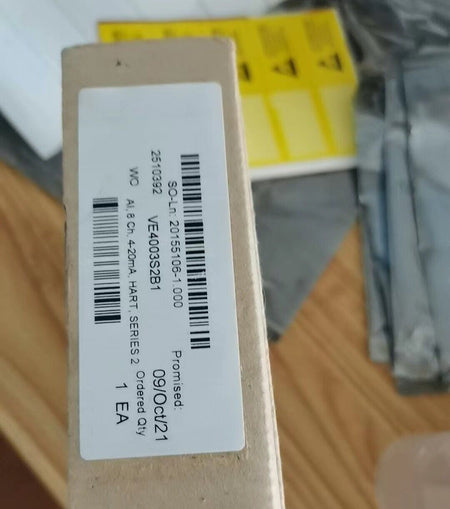 SO-Ln: 20155106-1.000
Promised:
2510392 VE4003S2B1
09/Oct/21
WC AI, 8 Ch, 4-20mA, HART, SERIES 2
Ordered Qty
1 EA